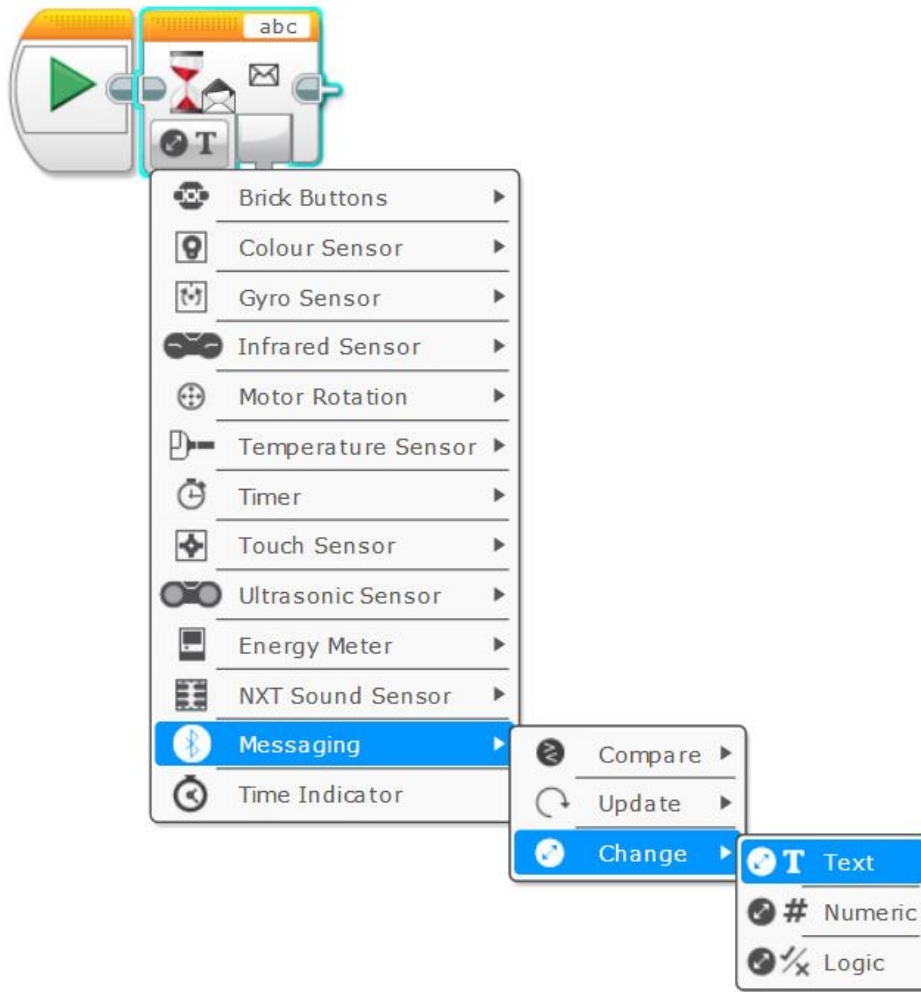 abc
T
Brick Buttons
Colour Sensor
Gyro Sensor
Infrared Sensor
Motor Rotation
Temperature Sensor
Timer
Touch Sensor
Ultrasonic Sensor
Energy Meter
NXT Sound Sensor
Messaging
Time Indicator
Compare
Update
Change
T Text
# Numeric
Logic